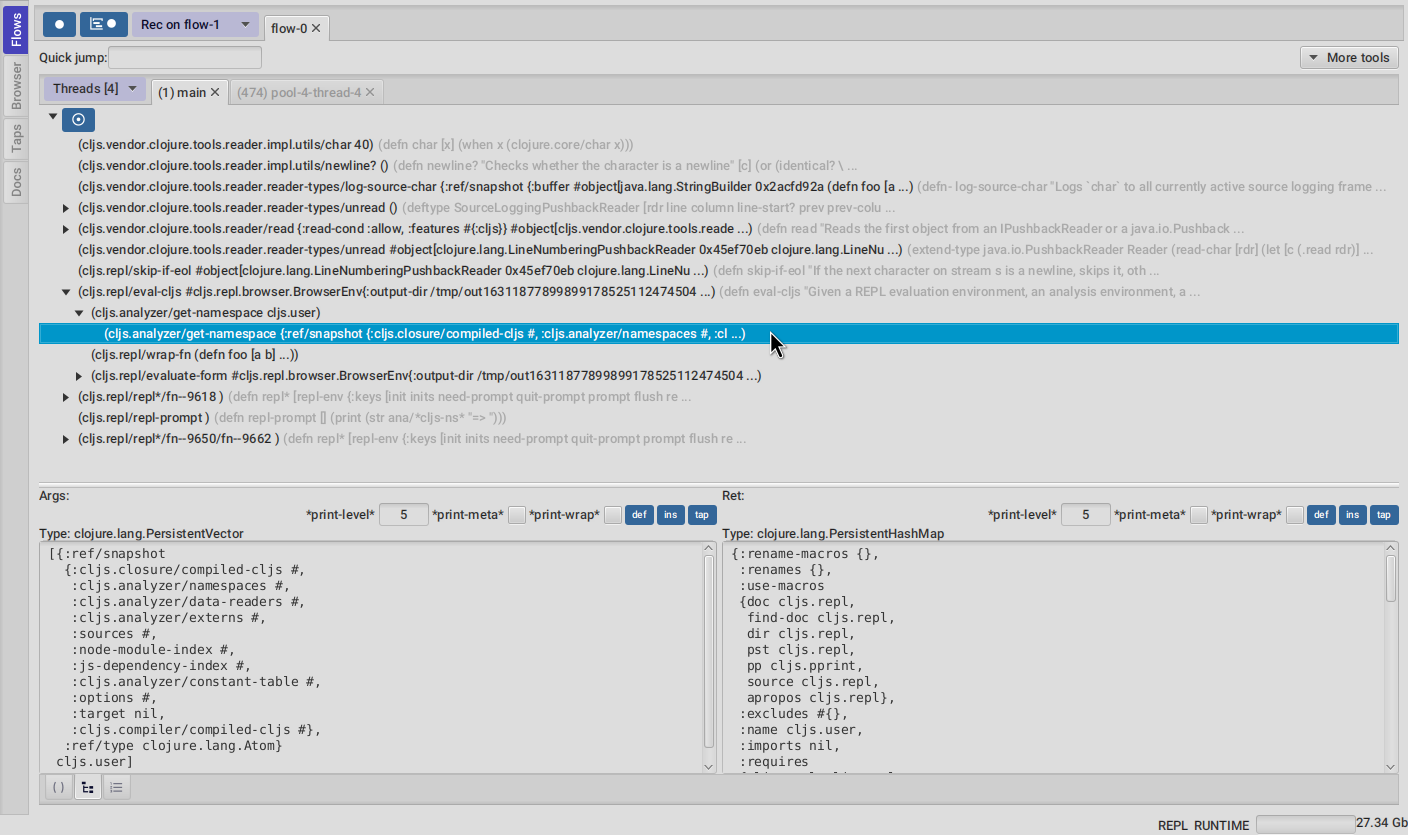 Flows
Browser
Taps
Docs
Rec on flow-1
flow-0
Quick jump:
More tools
Threads [4]
(1) main
(474) pool-4-thread-4
(cljs.vendor.clojure.tools.reader.impl.utils/char 40) (defn char [x] (when x (clojure.core/char x)))
(cljs.vendor.clojure.tools.reader.impl.utils/newline? ()  (defn newline? "Checks whether the character is a newline" [c] (or (identical? \ ...
(cljs.vendor.clojure.tools.reader.reader-types/log-source-char {:ref/snapshot {:buffer #object[java.lang.StringBuilder 0x2acfd92a (defn foo [a ...) (defn- log-source-char "Logs `char` to all currently active source logging frame ...
(cljs.vendor.clojure.tools.reader.reader-types/unread () (deftype SourceLoggingPushbackReader [rdr line column line-start? prev prev-colu ...
(cljs.vendor.clojure.tools.reader/read {:read-cond :allow, :features #{:cljs}} #object[cljs.vendor.clojure.tools.reade ...) (defn read "Reads the first object from an IPushbackReader or a java.io.Pushback ...
(cljs.vendor.clojure.tools.reader.reader-types/unread #object[clojure.lang.LineNumberingPushbackReader 0x45ef70eb clojure.lang.LineNu ...) (extend-type java.io.PushbackReader Reader (read-char [rdr] (let [c (.read rdr)] ...
(cljs.repl/skip-if-eol #object[clojure.lang.LineNumberingPushbackReader 0x45ef70eb clojure.lang.LineNu ...) (defn skip-if-eol "If the next character on stream s is a newline, skips it, oth ...
(cljs.repl/eval-cljs #cljs.repl.browser.BrowserEnv{:output-dir /tmp/out16311877899899178525112474504 ...) (defn eval-cljs "Given a REPL evaluation environment, an analysis environment, a ...
(cljs.analyzer/get-namespace cljs.user)
(cljs.analyzer/get-namespace {:ref/snapshot {:cljs.closure/compiled-cljs #, :cljs.analyzer/namespaces #, :cl ...)
(cljs.repl/wrap-fn (defn foo [a b] ...))
(cljs.repl/evaluate-form #cljs.repl.browser.BrowserEnv{:output-dir /tmp/out16311877899899178525112474504 ...)
(cljs.repl/repl*/fn--9618 ) (defn repl* [repl-env {:keys [init inits need-prompt quit-prompt prompt flush re ...
(cljs.repl/repl-prompt ) (defn repl-prompt [] (print (str ana/*cljs-ns* "=> ")))
(cljs.repl/repl*/fn--9650/fn--9662 ) (defn repl* [repl-env {:keys [init inits need-prompt quit-prompt prompt flush re ...
Args:
*print-level* 5 *print-meta* *print-wrap* def ins tap
Type: clojure.lang.PersistentVector
[{:ref/snapshot
{:cljs.closure/compiled-cljs #,
:cljs.analyzer/namespaces #,
:cljs.analyzer/data-readers #,
:cljs.analyzer/externs #,
:sources #,
:node-module-index #,
:js-dependency-index #,
:cljs.analyzer/constant-table #,
:options #,
:target nil,
:cljs.compiler/compiled-cljs #},
:ref/type clojure.lang.Atom}
cljs.user]
Ret:
*print-level* 5 *print-meta* *print-wrap* def ins tap
Type: clojure.lang.PersistentHashMap
{:rename-macros {},
:renames {},
:use-macros
{doc cljs.repl,
find-doc cljs.repl,
dir cljs.repl,
pst cljs.repl,
pp cljs.pprint,
source cljs.repl,
apropos cljs.repl},
:excludes #{},
:name cljs.user,
:imports nil,
:requires
( )
REPL RUNTIME 27.34 Gb